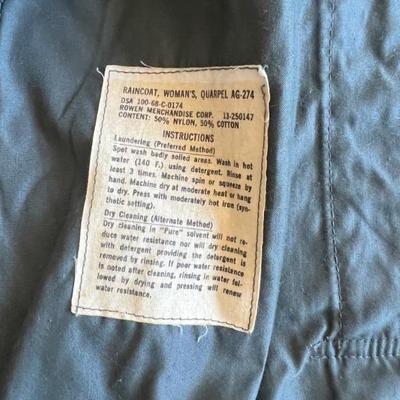 RAINCOAT, WOMAN'S, QUARPEL AG-274
DSA 100-68-C-0174
ROWEN MERCHANDISE CORP. 13-250147
CONTENT: 50% NYLON, 50% COTTON
INSTRUCTIONS
Laundering (Preferred Method)
Spot wash badly soiled areas. Wash in hot
water (140 F.) using detergent. Rinse at
least 3 times. Machine spin or squeeze by
hand. Machine dry at moderate heat or hang
to dry. Press with moderately hot iron (syn-
thetic setting).
Dry Cleaning (Alternate Method)
Dry cleaning in "Pure" solvent will not re-
duce water resistance nor will dry cleaning
with detergent providing the detergent is
removed by rinsing. If poor water resistance
is noted after cleaning, rinsing in water fol-
lowed by drying and pressing will renew
water resistance.